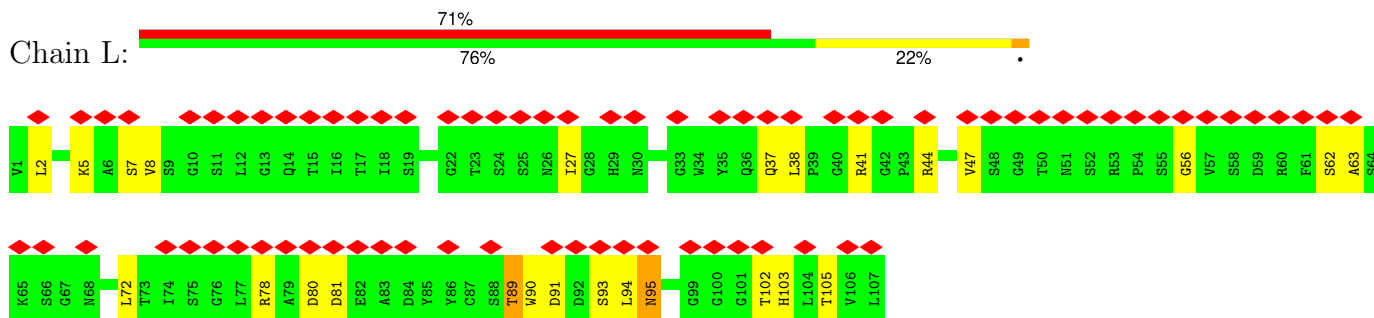 71%
Chain L:
76% 22% •
V1 L2 K5 A6 S7 V8 S9 G10 S11 L12 G13 Q14 T15 I16 T17 I18 S19 G22 T23 S24 S25 N26 I27 G28 H29 N30 G33 W34 Y35 Q36 Q37 L38 P39 G40 R41 G42 P43 R44 V47 S48 G49 T50 N51 S52 R53 P54 S55 G56 V57 S58 D59 R60 F61 S62 A63 S64
K65 S66 G67 N68 L72 T73 I74 S75 G76 L77 R78 A79 D80 D81 E82 A83 D84 Y85 Y86 C87 S88 T89 W90 D91 D92 S93 L94 N95 G99 G100 G101 T102 H103 L104 T105 V106 L107